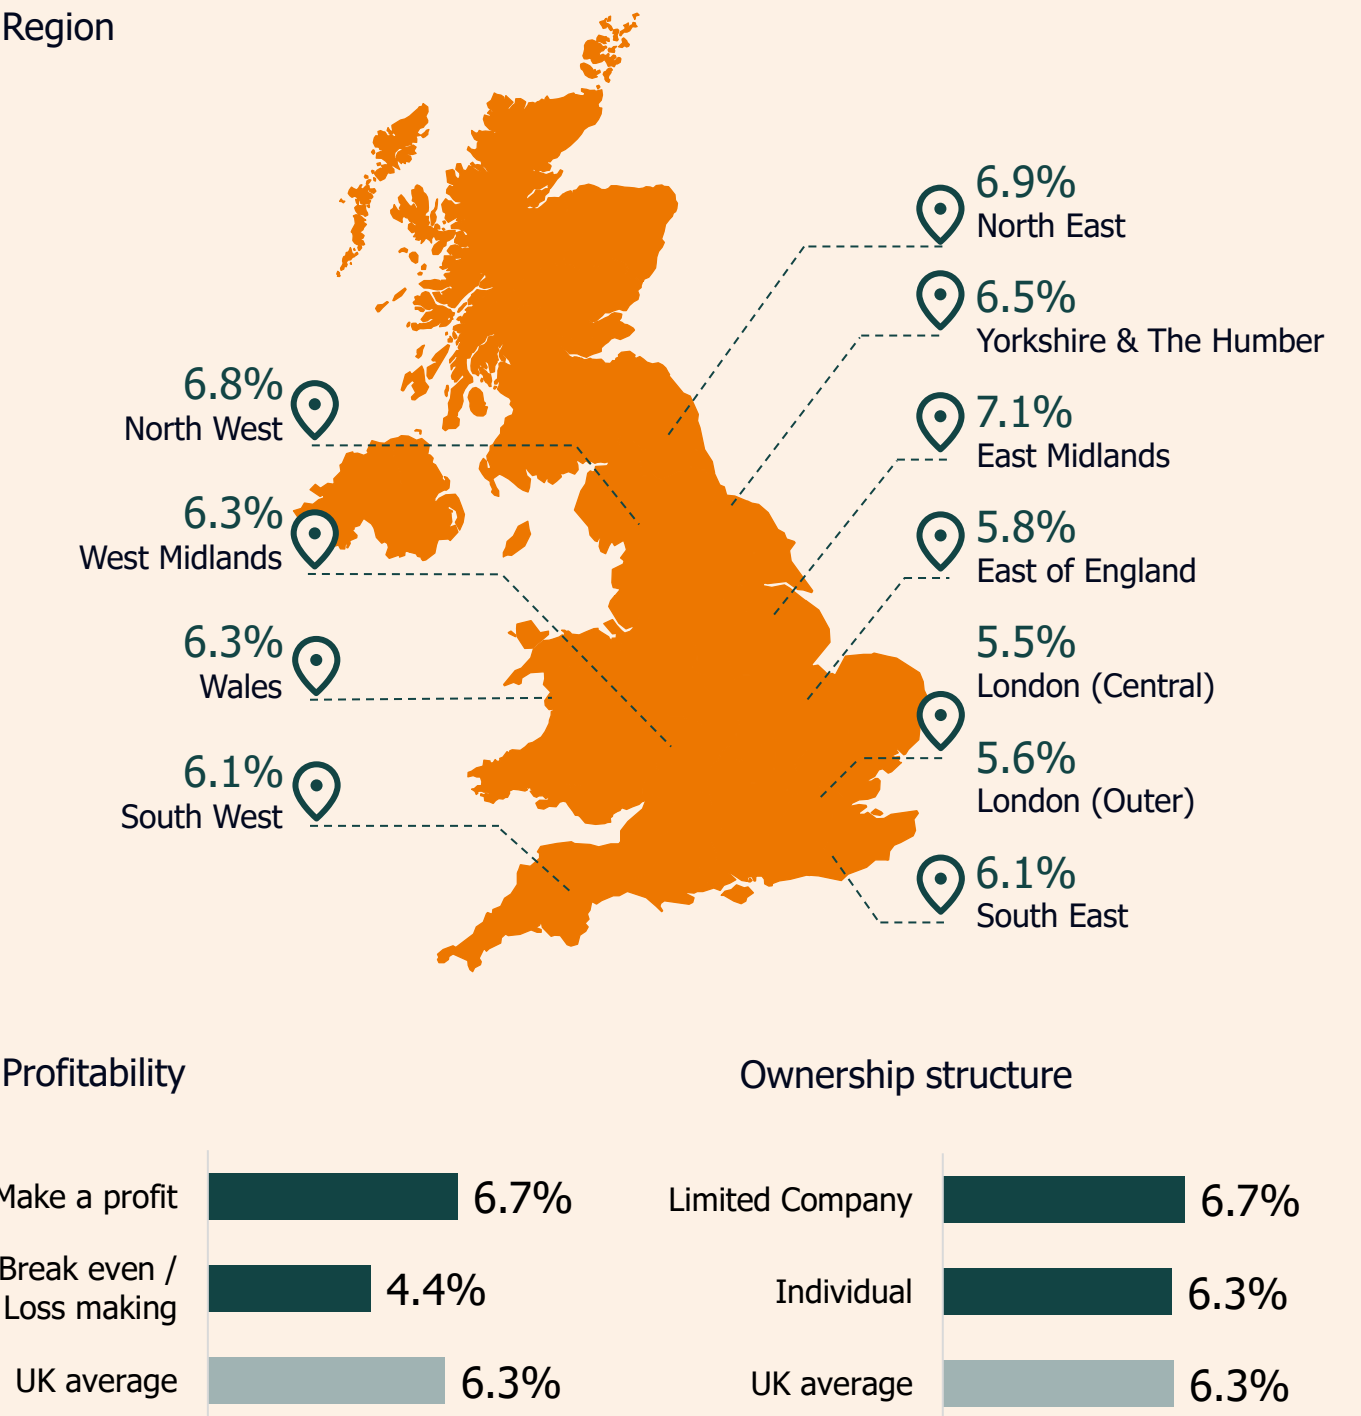 Region
6.9%
North East
6.5%
Yorkshire & The Humber
7.1%
East Midlands
5.8%
East of England
5.5%
London (Central)
5.6%
London (Outer)
6.1%
South East
6.8%
North West
6.3%
West Midlands
6.3%
Wales
6.1%
South West
Profitability
Make a profit
6.7%
Break even /
Loss making
4.4%
UK average
6.3%
Ownership structure
Limited Company
6.7%
Individual
6.3%
UK average
6.3%